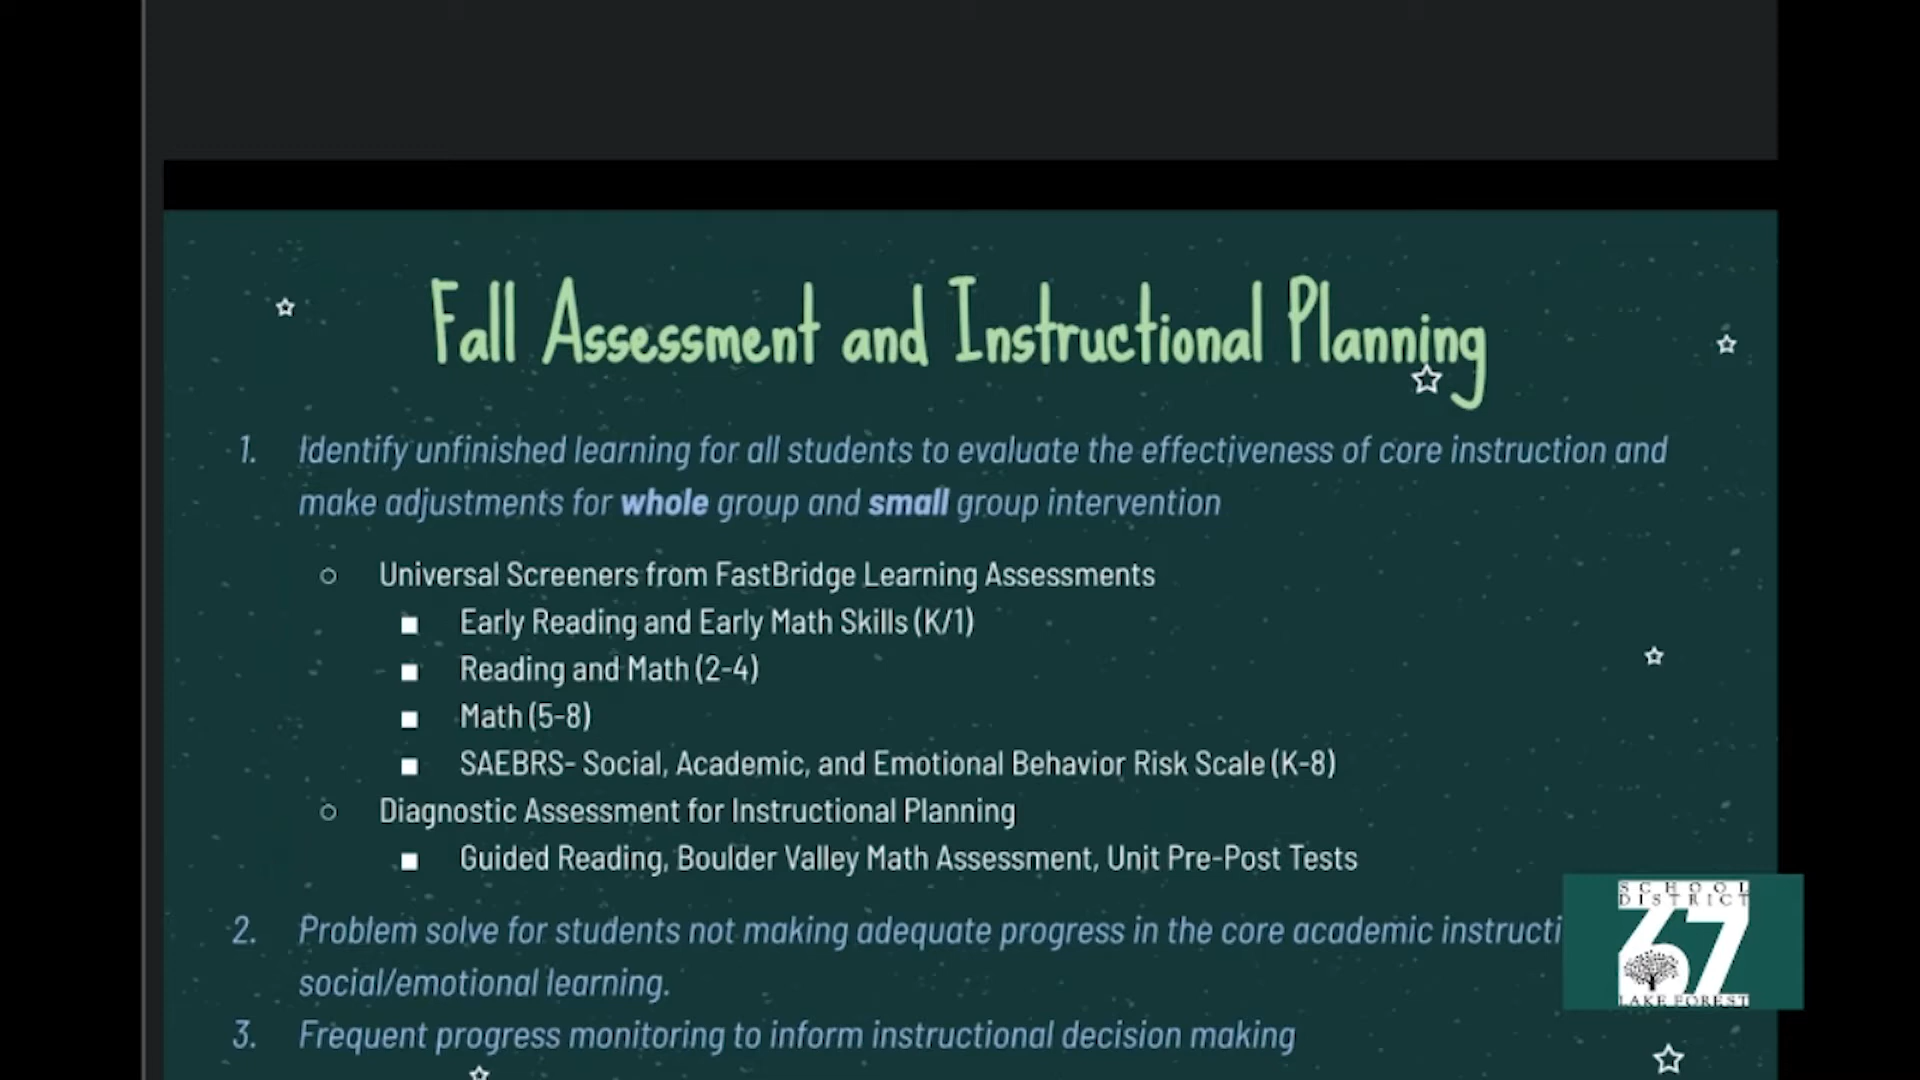 Fall Assessment and Instructional Planning
1. Identify unfinished learning for all students to evaluate the effectiveness of core instruction and
make adjustments for whole group and small group intervention
○ Universal Screeners from FastBridge Learning Assessments
■ Early Reading and Early Math Skills (K/1)
■ Reading and Math (2-4)
■ Math (5-8)
■ SAEBRS- Social, Academic, and Emotional Behavior Risk Scale (K-8)
○ Diagnostic Assessment for Instructional Planning
■ Guided Reading, Boulder Valley Math Assessment, Unit Pre-Post Tests
2. Problem solve for students not making adequate progress in the core academic
social/emotional learning.
3. Frequent progress monitoring to inform instructional decision making
SCHOOL
DISTRICT
67
LAKE FOREST